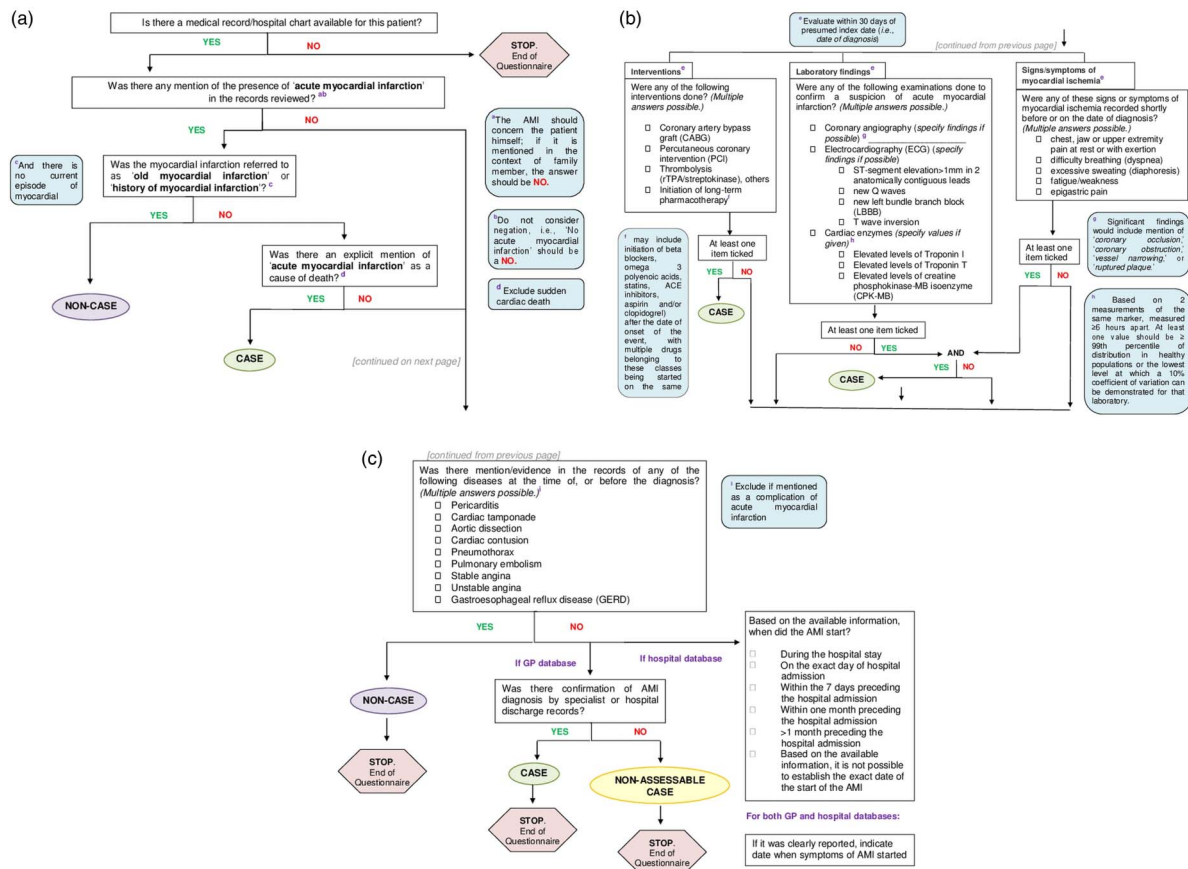 (a)
Is there a medical record/hospital chart available for this patient?
YES
NO
STOP.
End of
Questionnaire
Was there any mention of the presence of 'acute myocardial infarction'
in the records reviewed? ab
YES
NO
a The AMI should
concern the patient
himself; if it is
mentioned in the
context of family
member, the answer
should be NO.
c And there is
no current
episode of
myocardial
Was the myocardial infarction referred
to as 'old myocardial infarction' or
'history of myocardial infarction'? c
YES
NO
b Do not consider
negation, i.e., 'No
acute myocardial
infarction' should be
a NO.
Was there an explicit mention of
'acute myocardial infarction' as a
cause of death? d
d Exclude sudden
cardiac death
NON-CASE
YES
NO
CASE
[continued on next page]
(b)
e Evaluate within 30 days of
presumed index date (i.e.,
date of diagnosis)
[continued from previous page]
Interventions e
Were any of the following
interventions done? (Multiple
answers possible.)
Coronary artery bypass
graft (CABG)
Percutaneous coronary
intervention (PCI)
Thrombolysis
(rTPA/streptokinase), others
Initiation of long-term
pharmacotherapy f
At least one
item ticked
YES
NO
CASE
f may include
initiation of beta
blockers,
omega 3
polyenoic acids,
statins, ACE
inhibitors,
aspirin and/or
clopidogrel)
after the date of
onset of the
event, with
multiple drugs
belonging to
these classes
being started
on the same
Laboratory findings e
Were any of the following examinations done to
confirm a suspicion of acute myocardial
infarction? (Multiple answers possible.)
Coronary angiography (specify findings if
possible) g
Electrocardiography (ECG) (specify
findings if possible)
ST-segment elevation>1mm in 2
anatomically contiguous leads
new Q waves
new left bundle branch block
(LBBB)
T wave inversion
Cardiac enzymes (specify values if
given) h
Elevated levels of Troponin I
Elevated levels of Troponin T
Elevated levels of creatine
phosphokinase-MB isoenzyme
(CPK-MB)
At least one item ticked
NO
YES
AND
YES
NO
CASE
Signs/symptoms of
myocardial ischemia e
Were any of these signs or symptoms of
myocardial ischemia recorded shortly
before or on the date of diagnosis?
(Multiple answers possible.)
chest, jaw or upper extremity
pain at rest or with exertion
difficulty breathing (dyspnea)
excessive sweating (diaphoresis)
fatigue/weakness
epigastric pain
At least one
item ticked
YES
NO
g Significant findings
would include mention of
'coronary occlusion,'
'coronary obstruction,'
'vessel narrowing,' or
'ruptured plaque.'
h Based on 2
measurements of the
same marker, measured
≥6 hours apart. At least
one value should be ≥
99th percentile of
distribution in healthy
populations or the lowest
level at which a 10%
coefficient of variation can
be demonstrated for that
laboratory.
(c)
[continued from previous page]
Was there mention/evidence in the records of any of the
following diseases at the time of, or before the diagnosis?
(Multiple answers possible.) i
Pericarditis
Cardiac tamponade
Aortic dissection
Cardiac contusion
Pneumothorax
Pulmonary embolism
Stable angina
Unstable angina
Gastroesophageal reflux disease (GERD)
i Exclude if mentioned
as a complication of
acute myocardial
infarction
YES
NO
If GP database
If hospital database
NON-CASE
STOP.
End of
Questionnaire
Was there confirmation of AMI
diagnosis by specialist or hospital
discharge records?
YES
NO
CASE
NON-ASSESSABLE
CASE
STOP.
End of
Questionnaire
STOP.
End of
Questionnaire
Based on the available information,
when did the AMI start?
During the hospital stay
On the exact day of hospital
admission
Within the 7 days preceding
the hospital admission
Within one month preceding
the hospital admission
>1 month preceding the
hospital admission
Based on the available
information, it is not possible
to establish the exact date of
the start of the AMI
For both GP and hospital databases:
If it was clearly reported, indicate
date when symptoms of AMI started